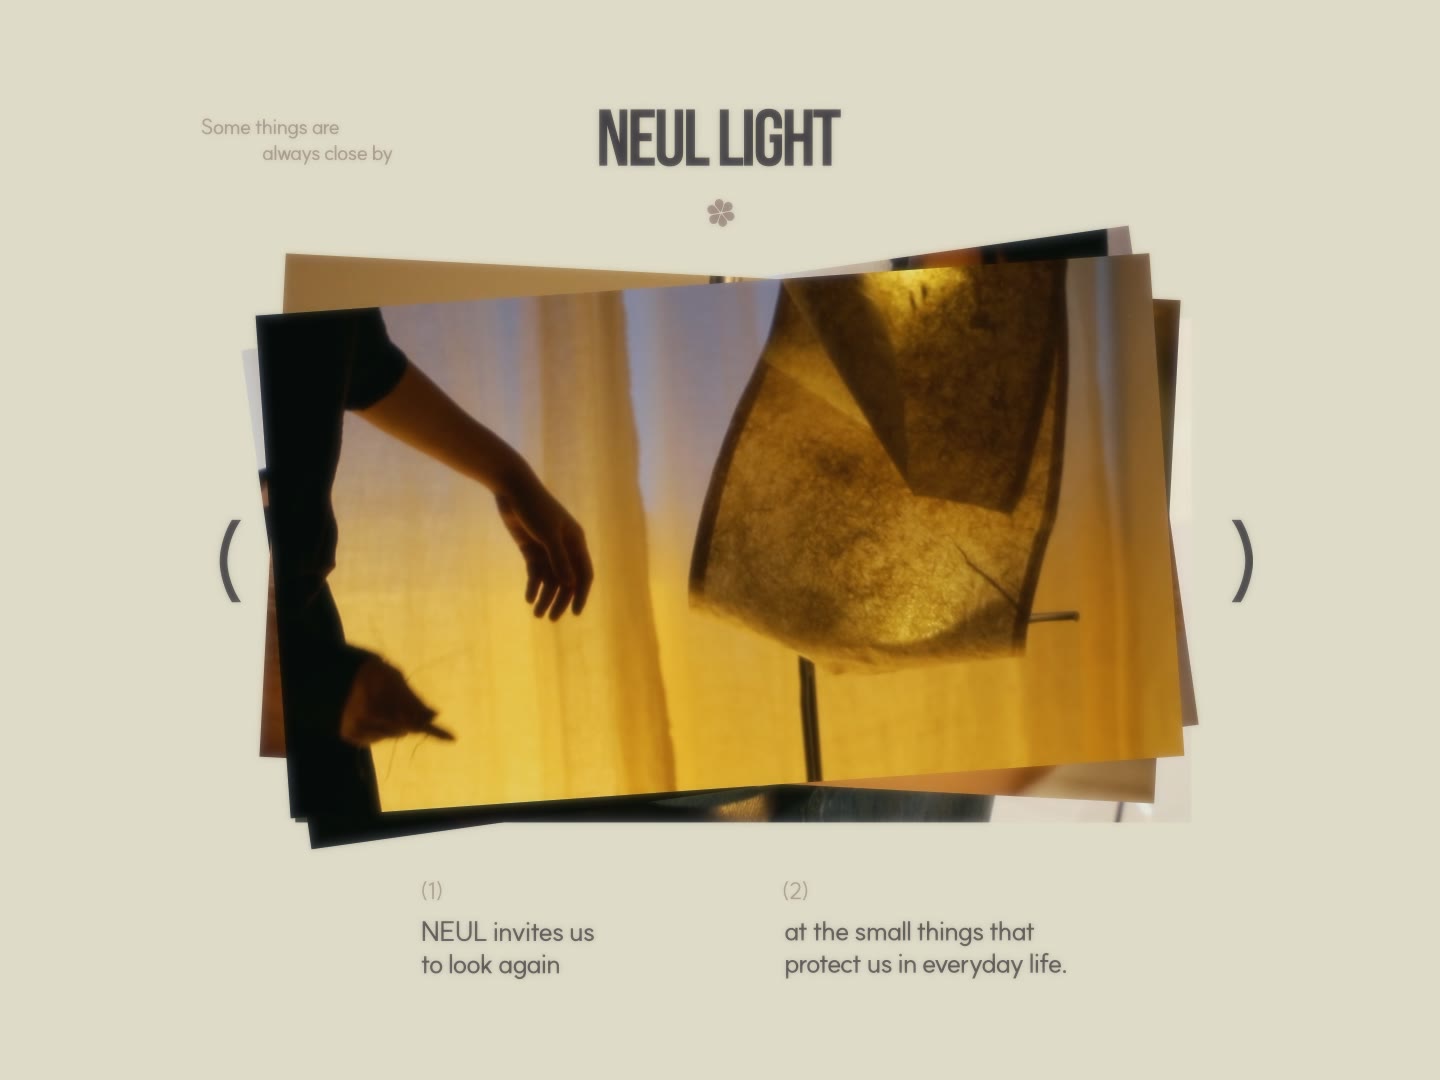 Some things are
always close by
NEUL LIGHT
( )
(1)
NEUL invites us
to look again
(2)
at the small things that
protect us in everyday life.